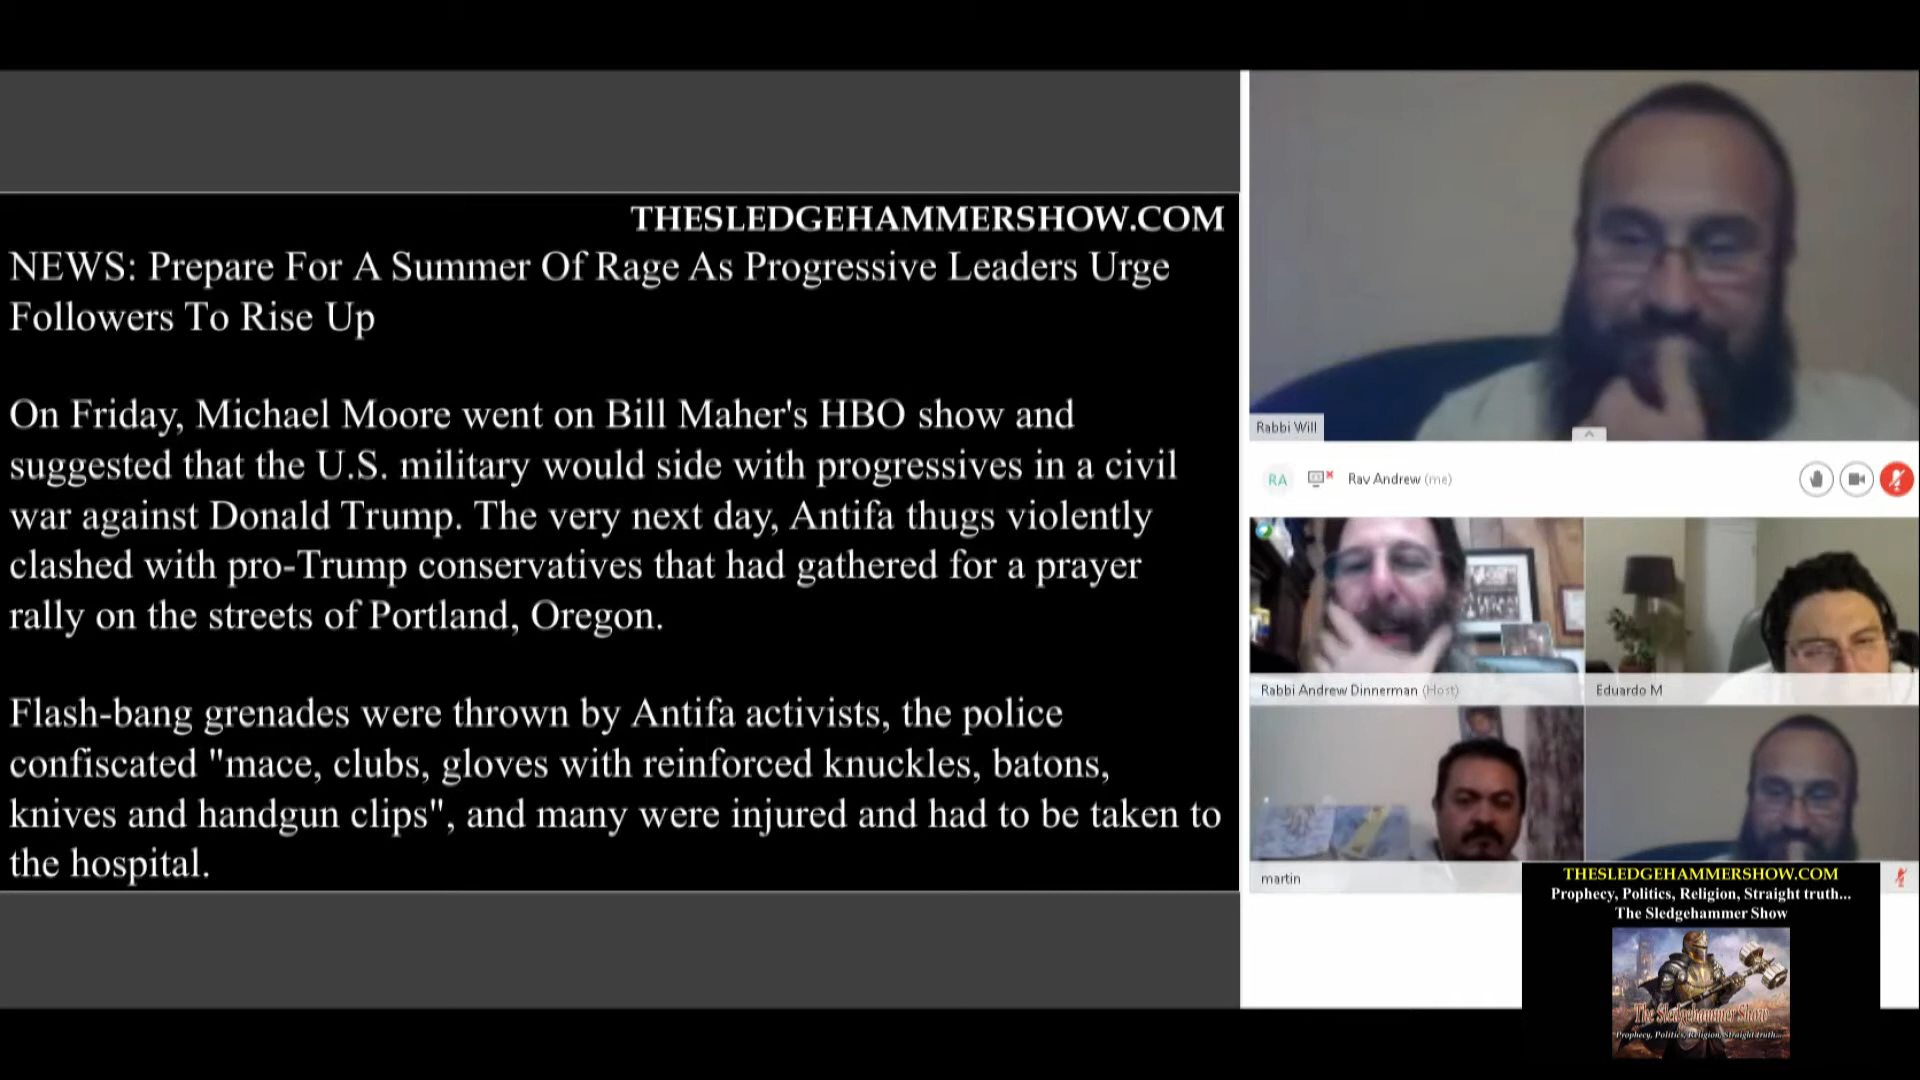 THESLEDGEHAMMERSHOW.COM
NEWS: Prepare For A Summer Of Rage As Progressive Leaders Urge
Followers To Rise Up
On Friday, Michael Moore went on Bill Maher's HBO show and
suggested that the U.S. military would side with progressives in a civil
war against Donald Trump. The very next day, Antifa thugs violently
clashed with pro-Trump conservatives that had gathered for a prayer
rally on the streets of Portland, Oregon.
Flash-bang grenades were thrown by Antifa activists, the police
confiscated "mace, clubs, gloves with reinforced knuckles, batons,
knives and handgun clips", and many were injured and had to be taken to
the hospital.
Rabbi Will
RA Rav Andrew (me)
Rabbi Andrew Dinnerman (Host)
Eduardo M
martin
THESLEDGEHAMMERSHOW.COM
Prophecy, Politics, Religion, Straight truth...
The Sledgehammer Show
The Sledgehammer Show
Prophecy, Politics, Religion, Straight truth...